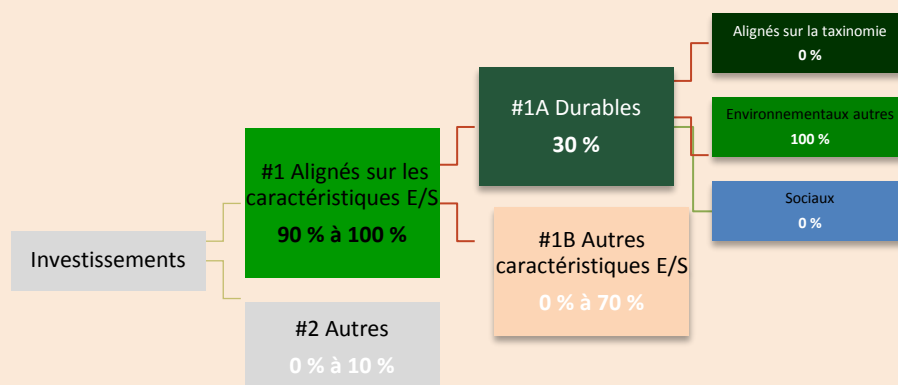 Investissements
#1 Alignés sur les
caractéristiques E/S
90 % à 100 %
#2 Autres
0 % à 10 %
#1A Durables
30 %
#1B Autres
caractéristiques E/S
0 % à 70 %
Alignés sur la taxinomie
0 %
Environnementaux autres
100 %
Sociaux
0 %